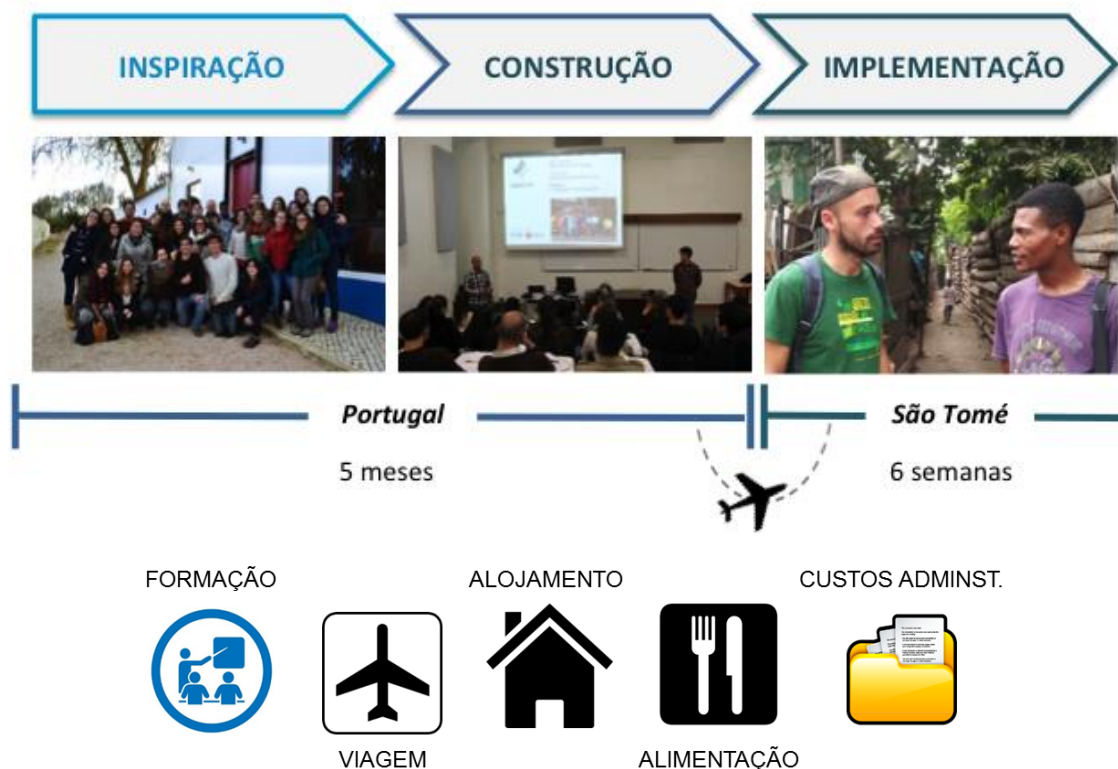 INSPIRAÇÃO
CONSTRUÇÃO
IMPLEMENTAÇÃO
Portugal
São Tomé
5 meses
6 semanas
FORMAÇÃO
ALOJAMENTO
CUSTOS ADMINST.
VIAGEM
ALIMENTAÇÃO